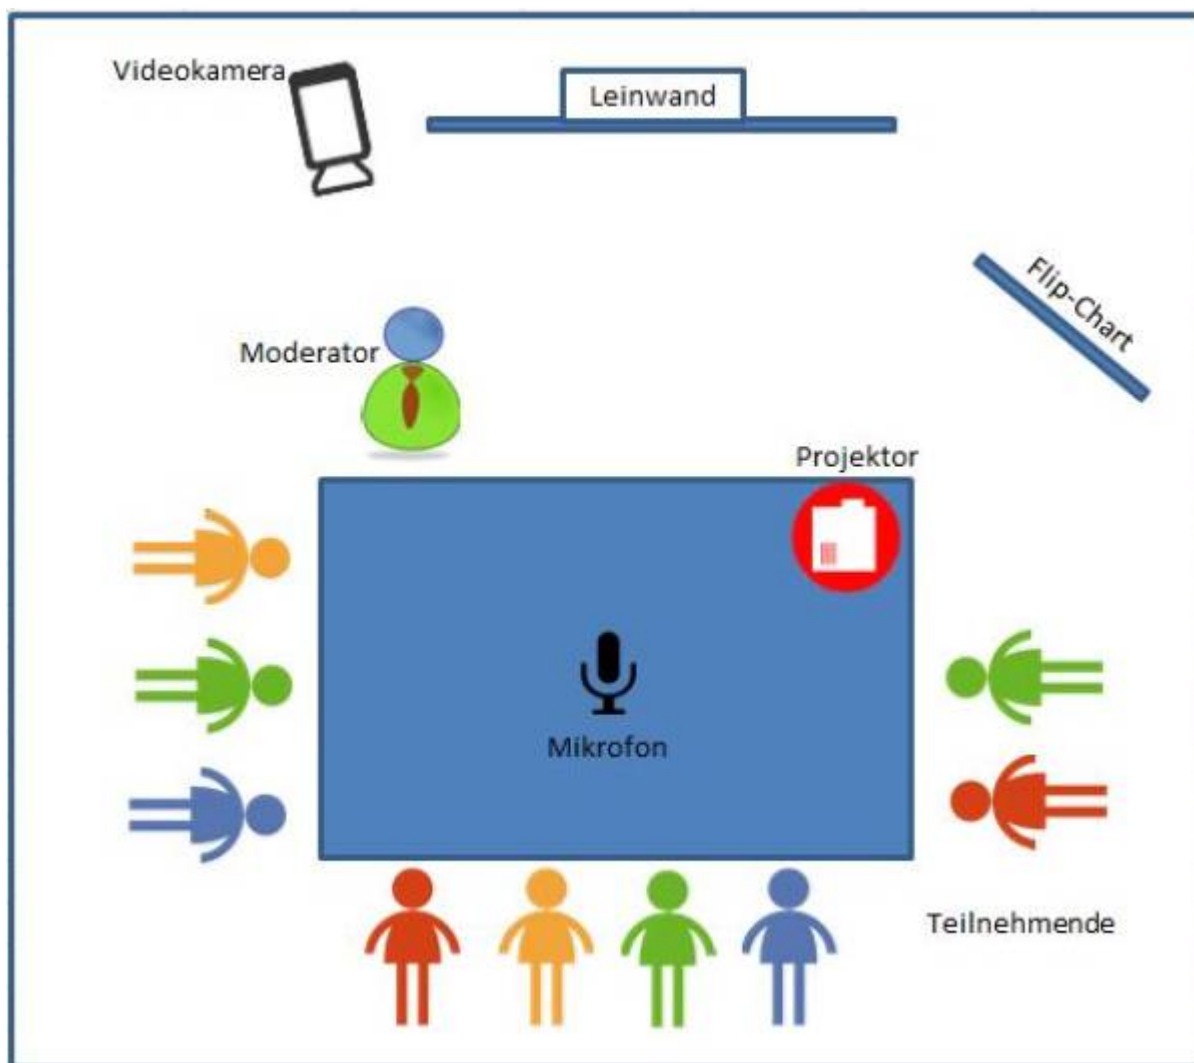 Videokamera
Leinwand
Flip-Chart
Moderator
Projektor
Mikrofon
Teilnehmende